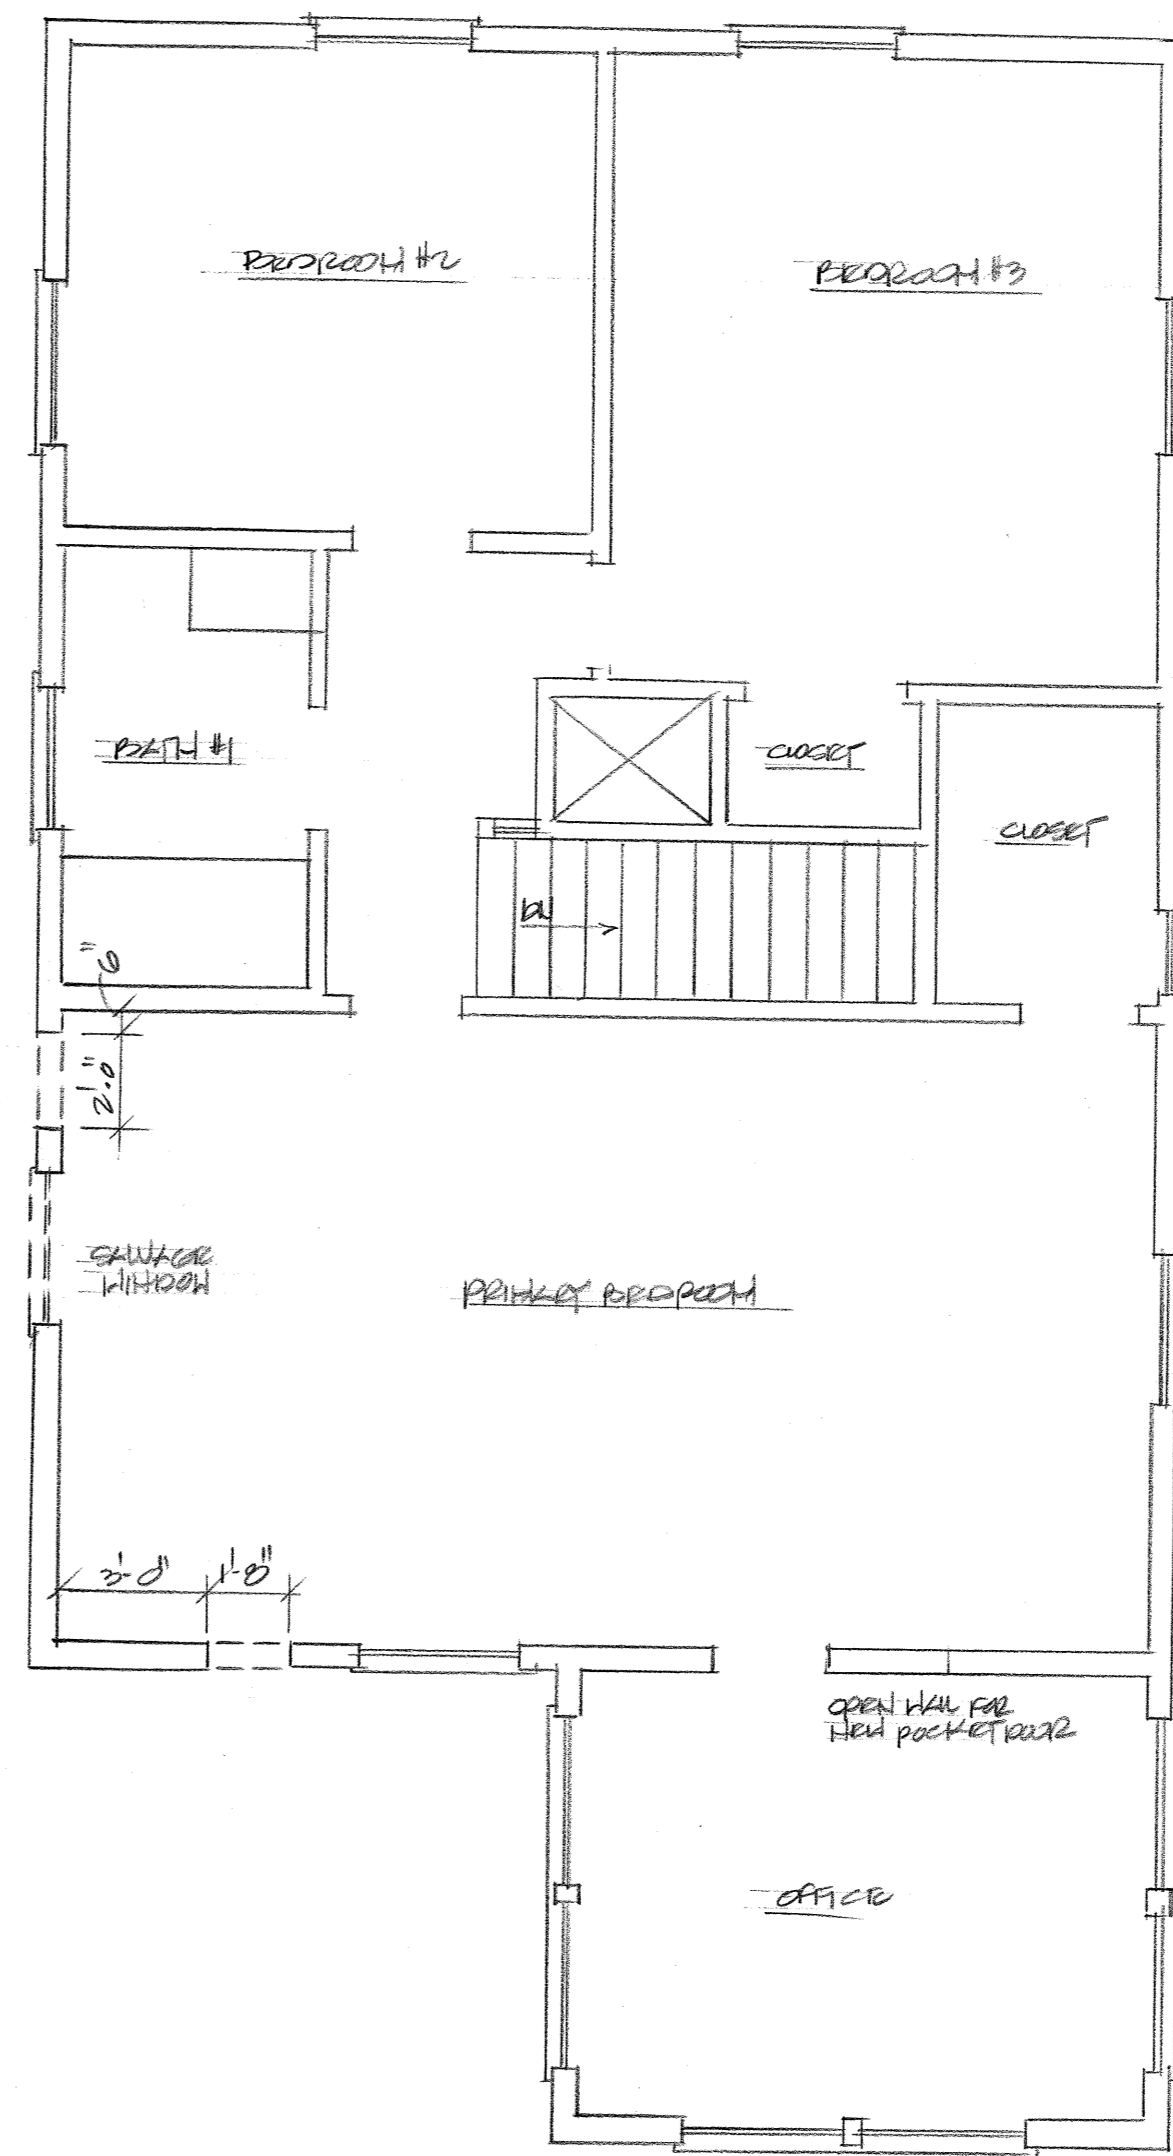 BEDROOM #2
BEDROOM #3
BATH #1
CLOSET
CLOSET
DN
6"
2'-0"
SALVAGE
WINDOW
PRIMARY BEDROOM
3'-0"
1'-8"
OPEN WALL FOR
NEW POCKET DOOR
OFFICE